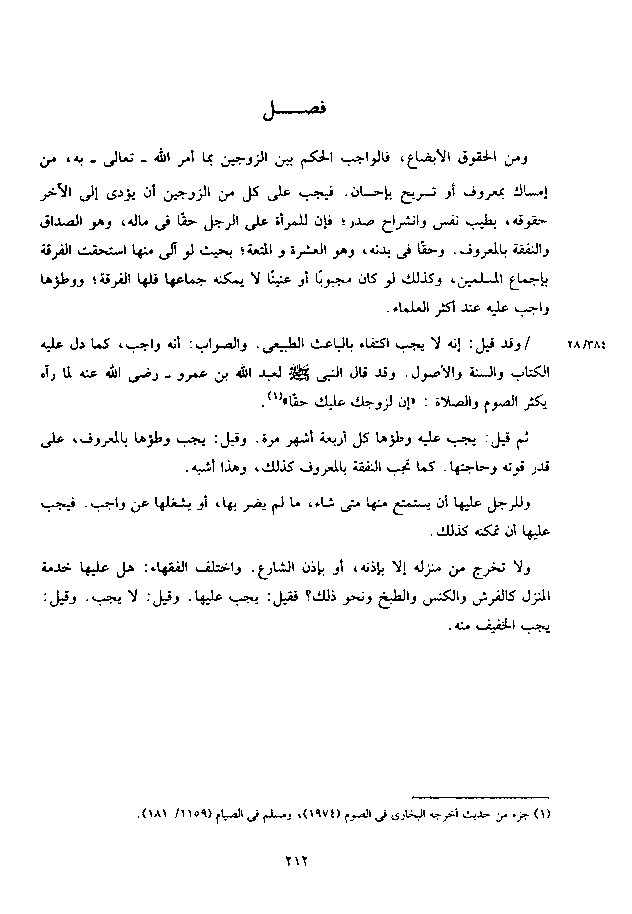 فصـــل
ومن الحقوق الأبضاع، فالواجب الحكم بين الزوجين بما أمر الله ـ تعالى ـ به، من
إمساك بمعروف أو تسريح بإحسان. فيجب على كل من الزوجين أن يؤدى إلى الآخر
حقوقه، بطيب نفس وانشراح صدر؛ فإن للمرأة على الرجل حقًا فى ماله، وهو الصداق
والنفقة بالمعروف. وحقًا فى بدنه، وهو العشرة و المتعة؛ بحيث لو آلى منها استحقت الفرقة
بإجماع المسلمين، وكذلك لو كان مجبوبًا أو عنينًا لا يمكنه جماعها فلها الفرقة؛ ووطؤها
واجب عليه عند أكثر العلماء.
٢٨/٣٨٤ / وقد قيل: إنه لا يجب اكتفاء بالباعث الطبيعى. والصواب: أنه واجب، كما دل عليه
الكتاب والسنة والأصول. وقد قال النبى ﷺ لعبد الله بن عمرو ـ رضى الله عنه لما رآه
يكثر الصوم والصلاة : «إن لزوجك عليك حقًا»(١).
ثم قيل: يجب عليه وطؤها كل أربعة أشهر مرة. وقيل: يجب وطؤها بالمعروف، على
قدر قوته وحاجتها. كما تجب النفقة بالمعروف كذلك، وهذا أشبه.
وللرجل عليها أن يستمتع منها متى شاء، ما لم يضر بها، أو يشغلها عن واجب. فيجب
عليها أن تمكنه كذلك.
ولا تخرج من منزله إلا بإذنه، أو بإذن الشارع. واختلف الفقهاء: هل عليها خدمة
المنزل كالفرش والكنس والطبخ ونحو ذلك؟ فقيل: يجب عليها. وقيل: لا يجب. وقيل:
يجب الخفيف منه.
(١) جزء من حديث أخرجه البخارى فى الصوم (١٩٧٤)، ومسلم فى الصيام (١١٥٩/ ١٨١).
٢١٢